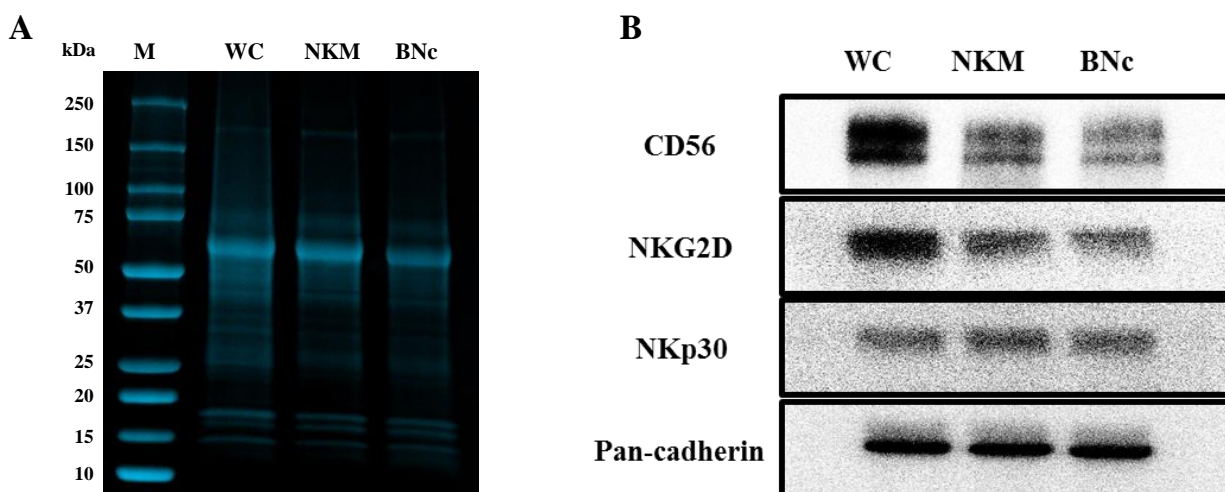 A
kDa M WC NKM BNc
250
150
100
75
50
37
25
20
15
10
B
WC NKM BNc
CD56
NKG2D
NKp30
Pan-cadherin